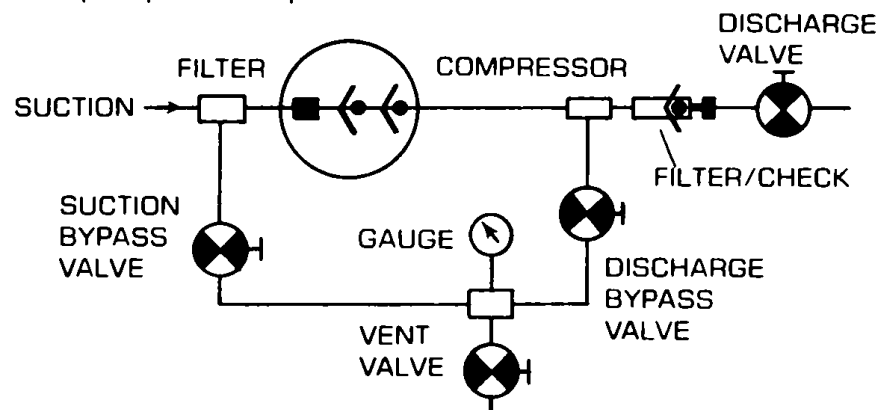 DISCHARGE
VALVE
FILTER
COMPRESSOR
SUCTION
FILTER/CHECK
SUCTION
BYPASS
VALVE
GAUGE
DISCHARGE
BYPASS
VALVE
VENT
VALVE